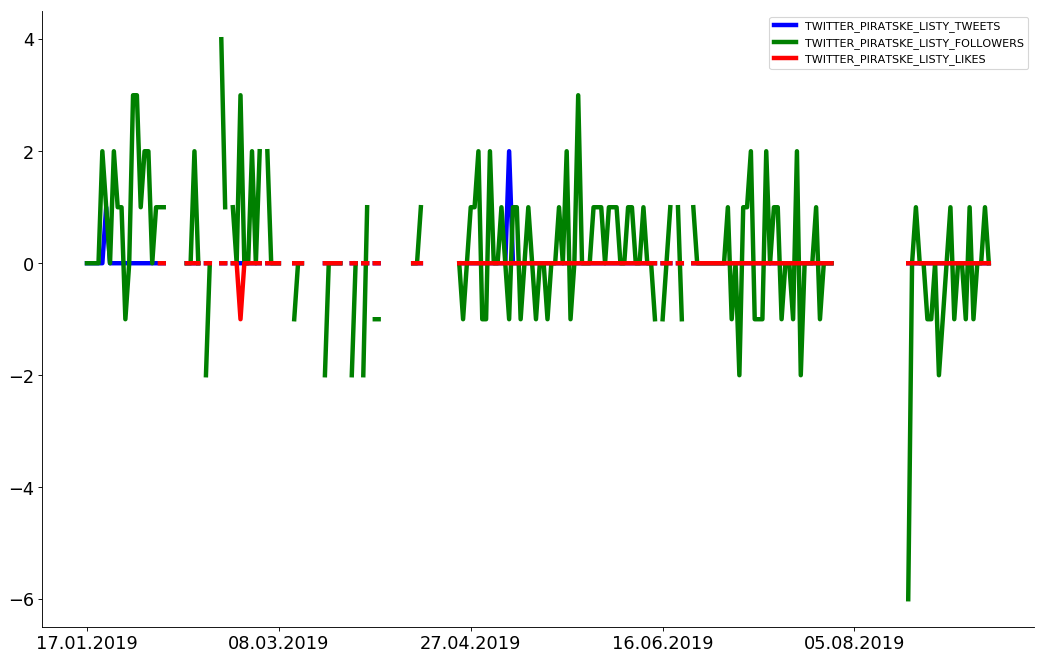 TWITTER_PIRATSKE_LISTY_TWEETS
TWITTER_PIRATSKE_LISTY_FOLLOWERS
TWITTER_PIRATSKE_LISTY_LIKES
4
2
0
−2
−4
−6
17.01.2019 08.03.2019 27.04.2019 16.06.2019 05.08.2019